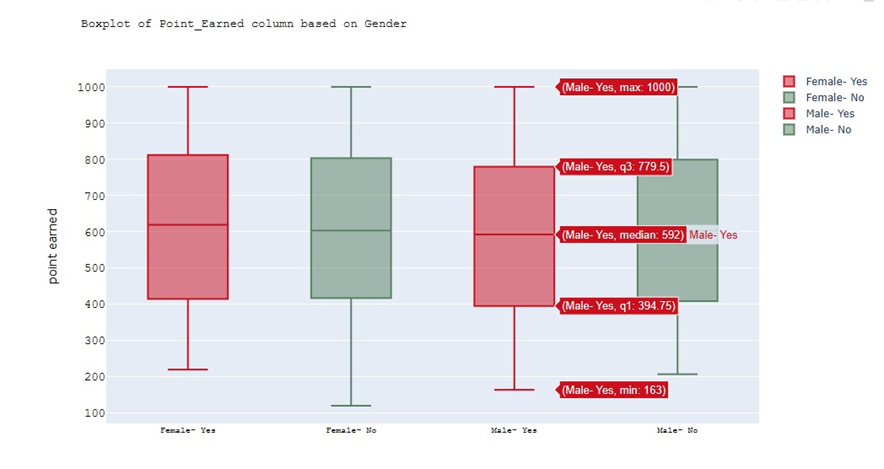 Boxplot of Point_Earned column based on Gender
Female- Yes
Female- No
Male- Yes
Male- No
1000
900
800
700
600
500
400
300
200
100
point earned
(Male- Yes, max: 1000)
(Male- Yes, q3: 779.5)
(Male- Yes, median: 592) Male- Yes
(Male- Yes, q1: 394.75)
(Male- Yes, min: 163)
Female- Yes Female- No Male- Yes Male- No